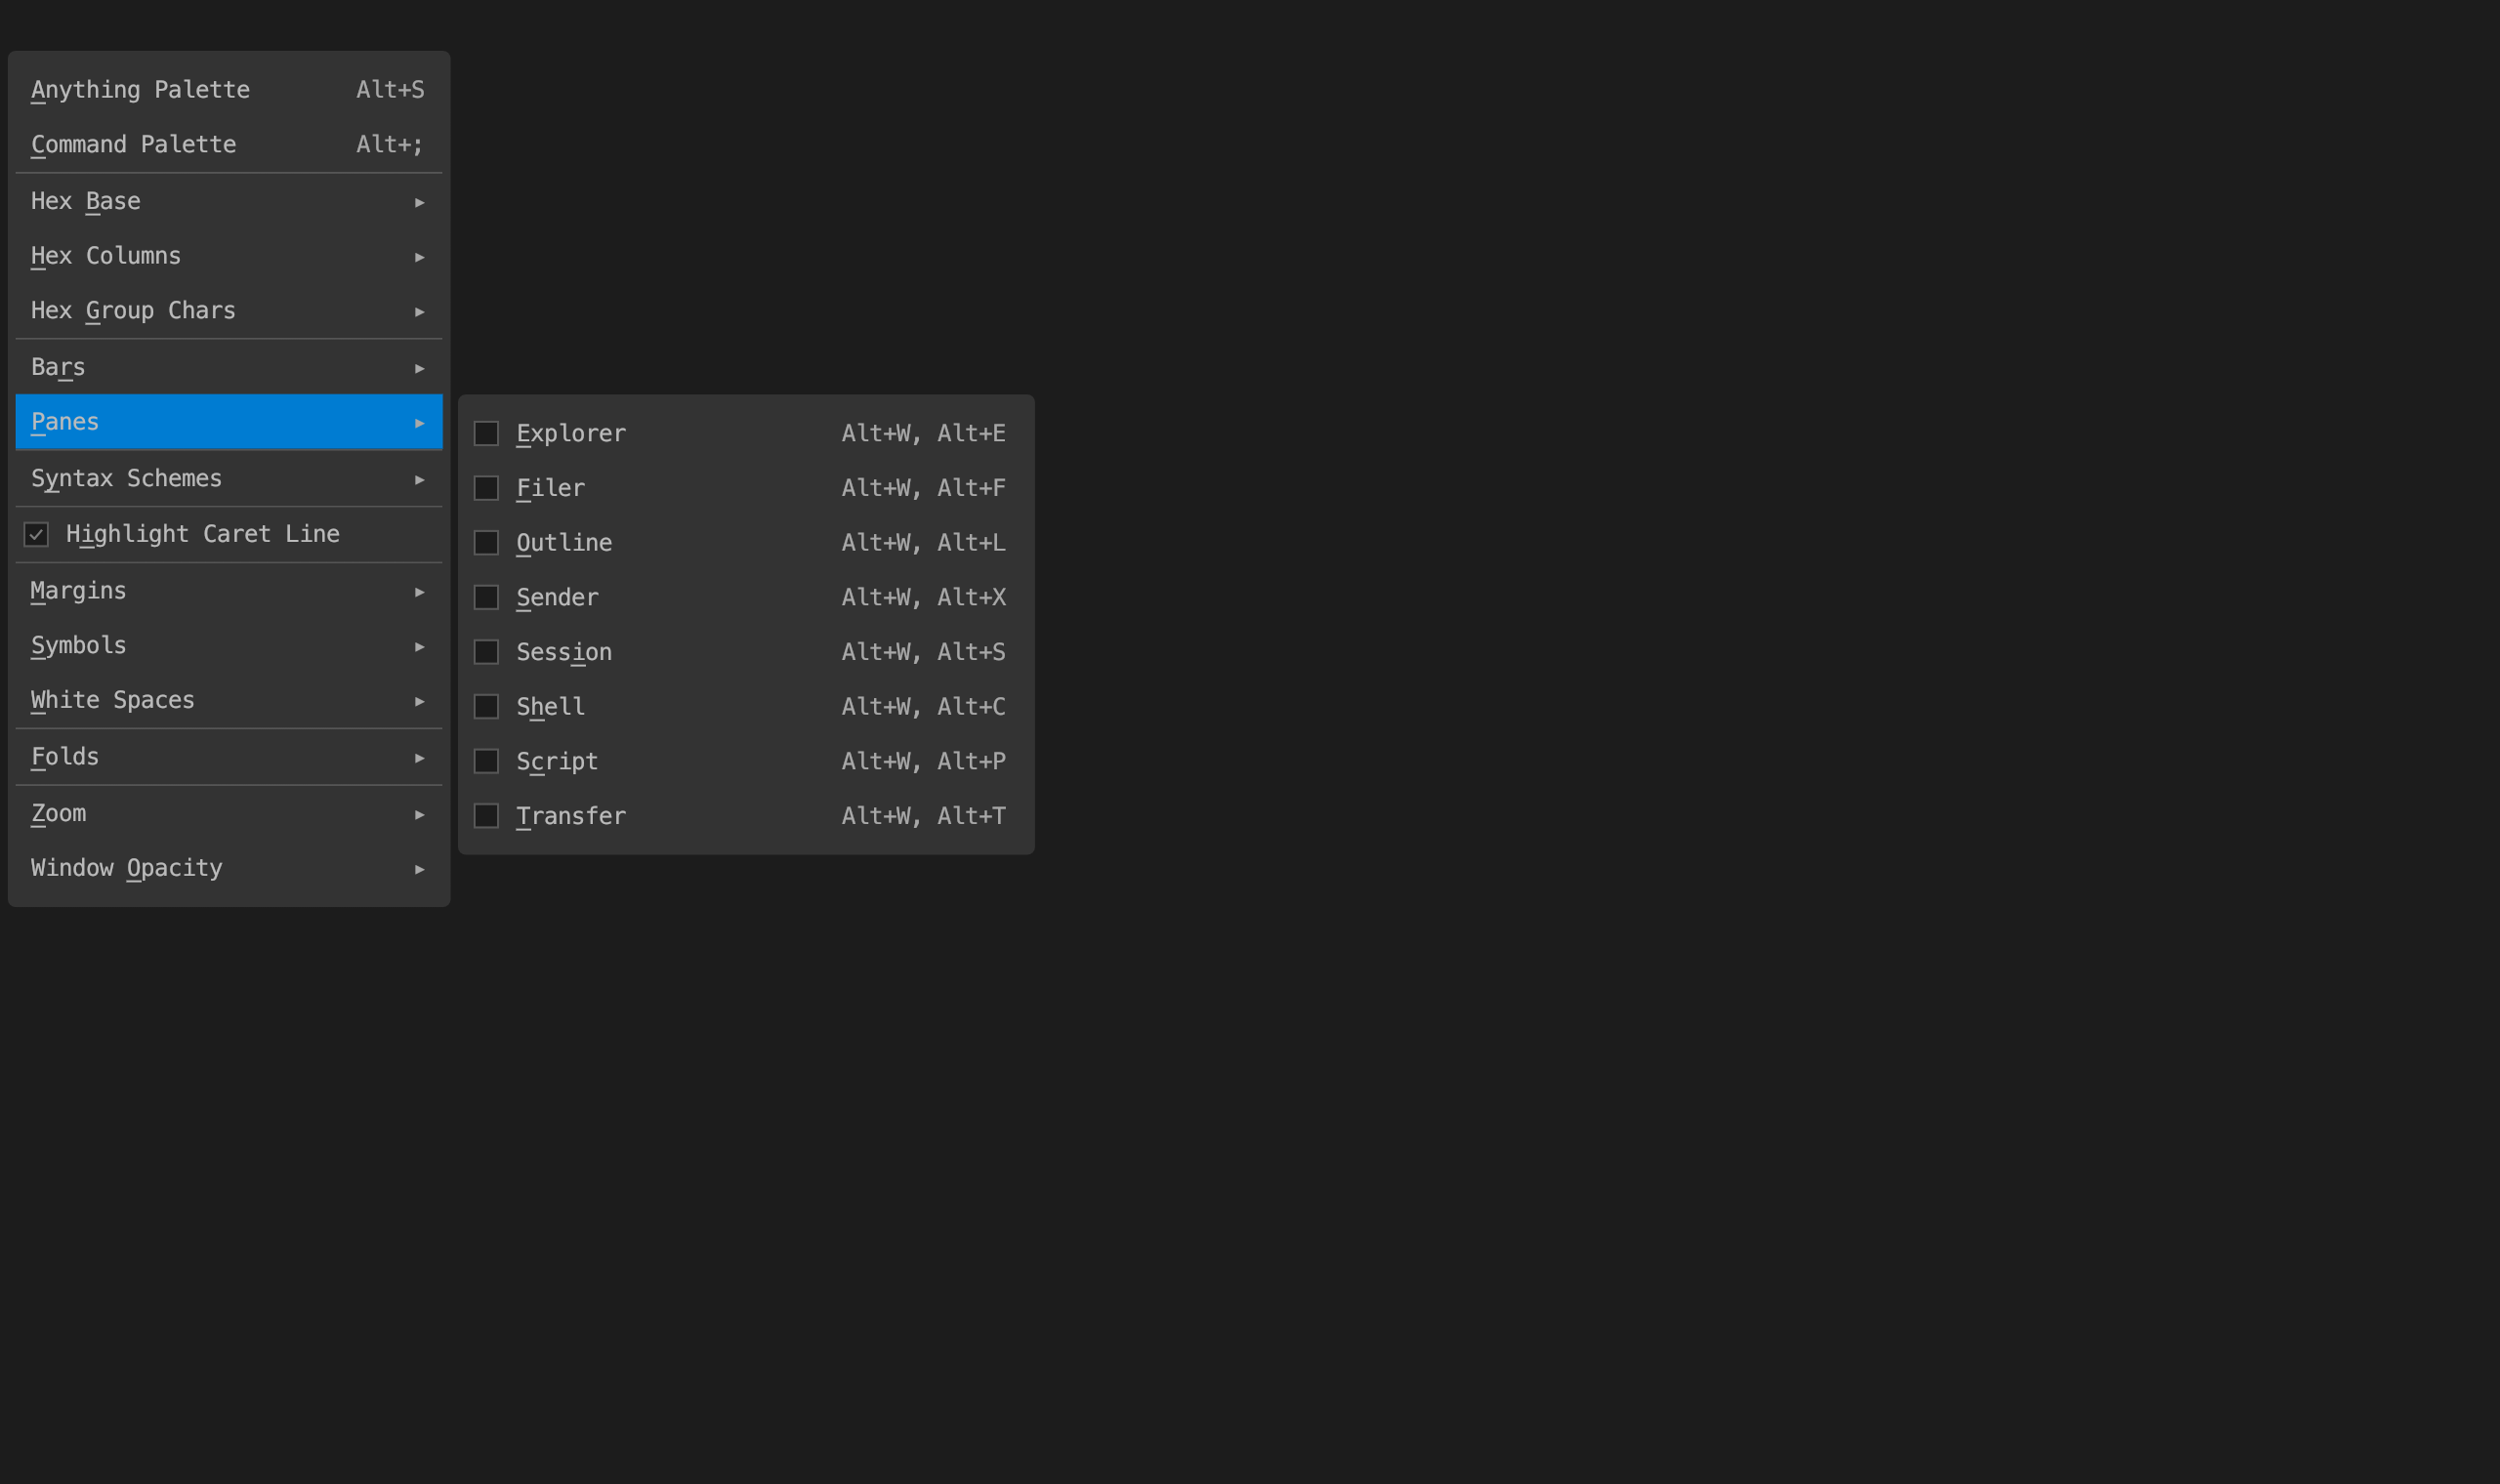 Anything Palette Alt+S
Command Palette Alt+;
Hex Base ▸
Hex Columns ▸
Hex Group Chars ▸
Bars ▸
Panes ▸
Syntax Schemes ▸
Highlight Caret Line
Margins ▸
Symbols ▸
White Spaces ▸
Folds ▸
Zoom ▸
Window Opacity ▸
Explorer Alt+W, Alt+E
Filer Alt+W, Alt+F
Outline Alt+W, Alt+L
Sender Alt+W, Alt+X
Session Alt+W, Alt+S
Shell Alt+W, Alt+C
Script Alt+W, Alt+P
Transfer Alt+W, Alt+T